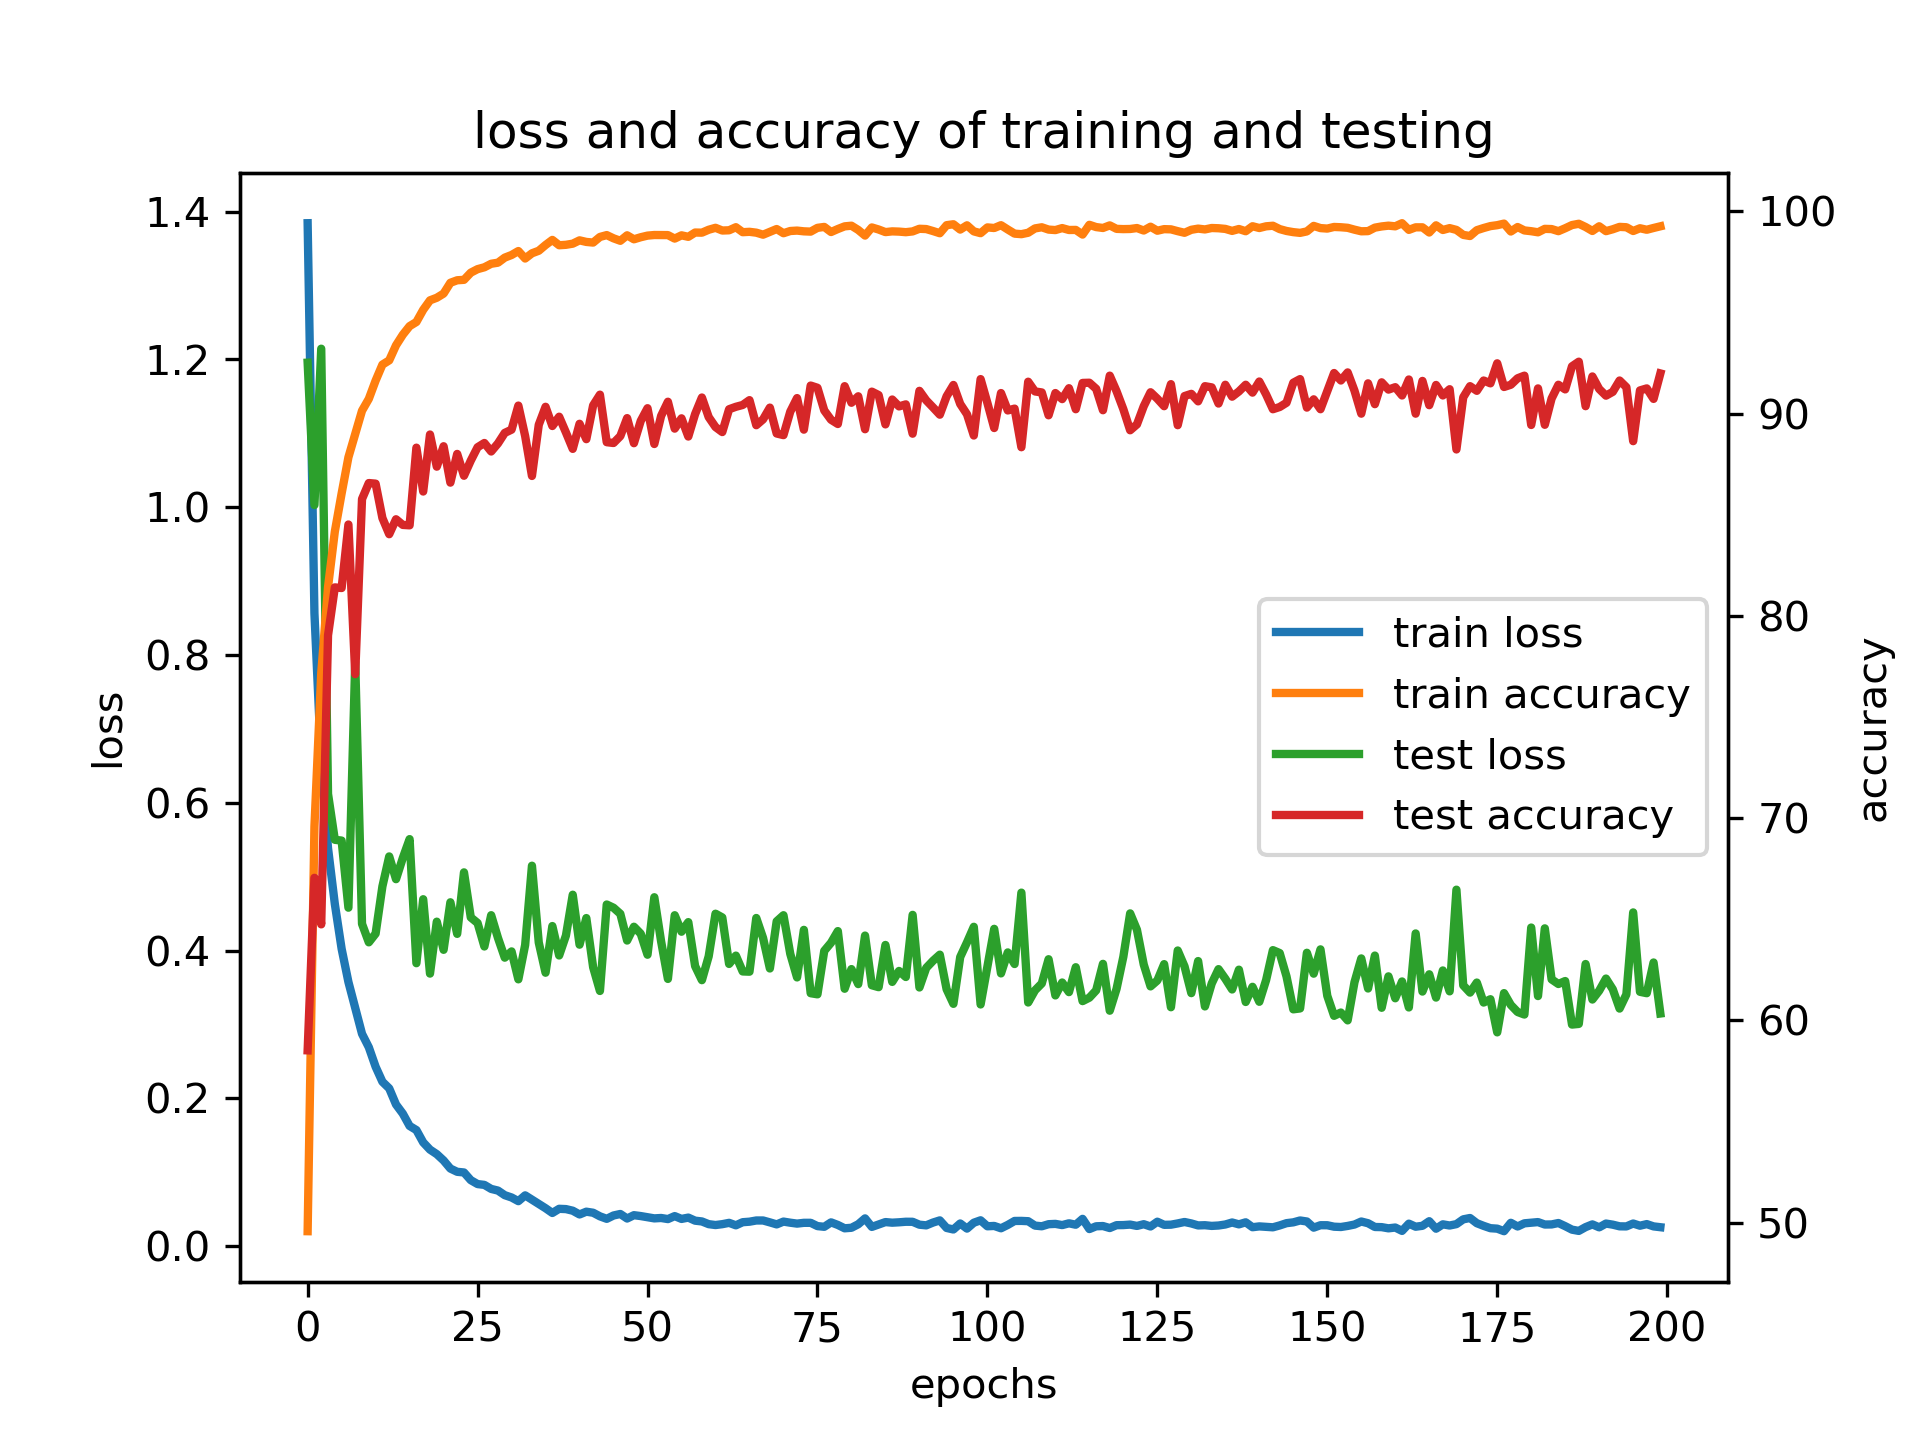 loss and accuracy of training and testing
1.4
1.2
1.0
0.8
0.6
0.4
0.2
0.0
loss
100
90
80
70
60
50
accuracy
train loss
train accuracy
test loss
test accuracy
0 25 50 75 100 125 150 175 200
epochs